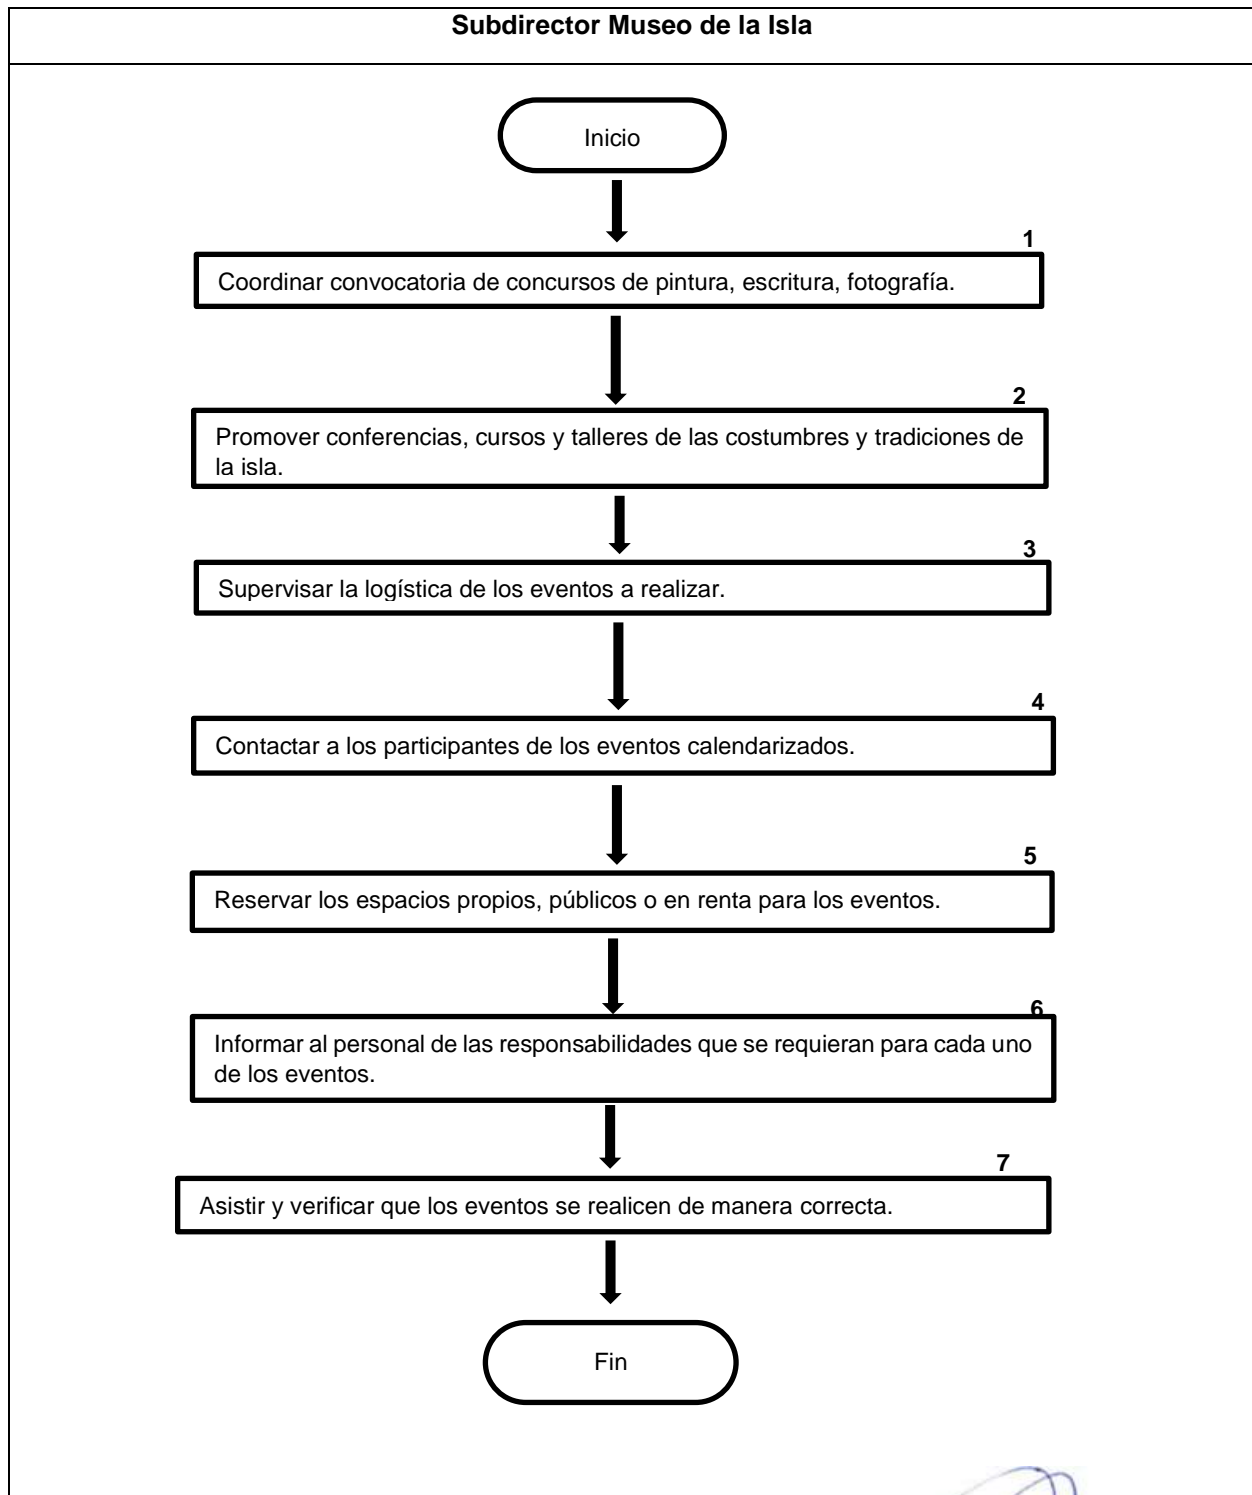 Subdirector Museo de la Isla
Inicio
1
Coordinar convocatoria de concursos de pintura, escritura, fotografía.
2
Promover conferencias, cursos y talleres de las costumbres y tradiciones de
la isla.
3
Supervisar la logística de los eventos a realizar.
4
Contactar a los participantes de los eventos calendarizados.
5
Reservar los espacios propios, públicos o en renta para los eventos.
6
Informar al personal de las responsabilidades que se requieran para cada uno
de los eventos.
7
Asistir y verificar que los eventos se realicen de manera correcta.
Fin